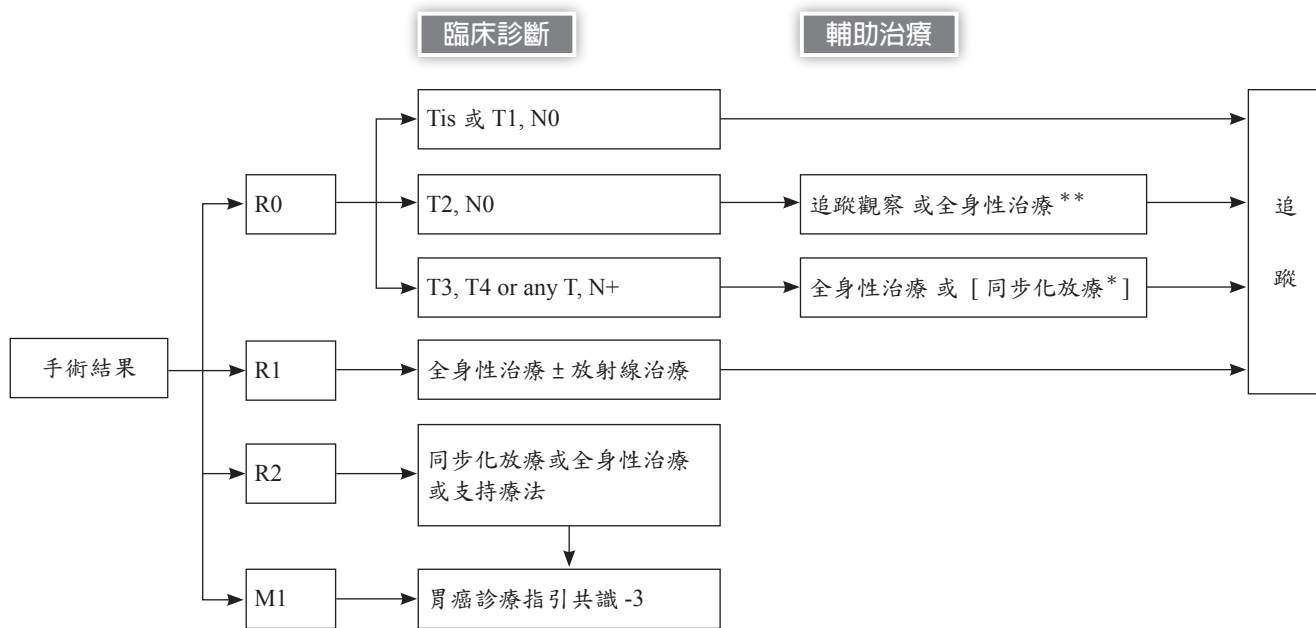 臨床診斷
輔助治療
Tis 或 T1, N0
R0
T2, N0
追蹤觀察 或全身性治療 **
追
蹤
T3, T4 or any T, N+
全身性治療 或 [ 同步化放療* ]
手術結果
R1
全身性治療 ± 放射線治療
R2
同步化放療或全身性治療
或支持療法
M1
胃癌診療指引共識 -3